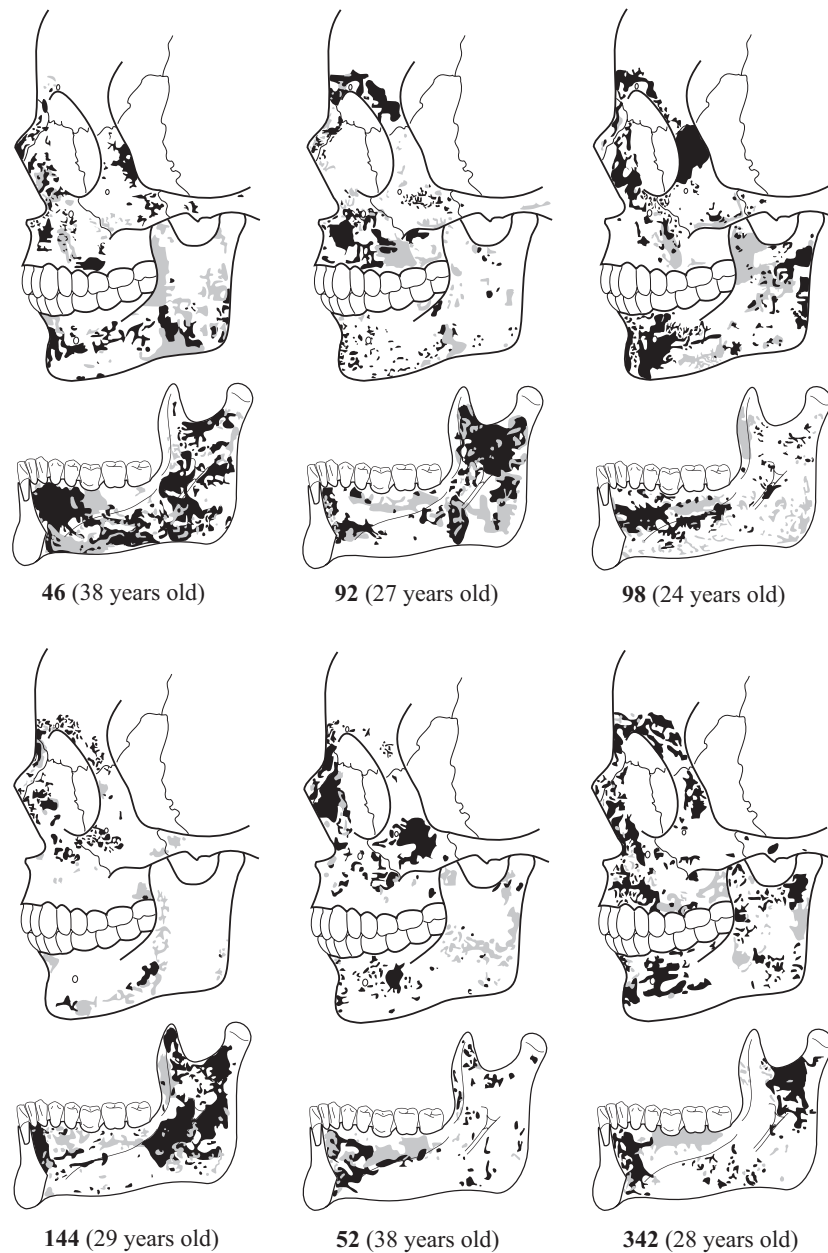 46 (38 years old)
92 (27 years old)
98 (24 years old)
144 (29 years old)
52 (38 years old)
342 (28 years old)